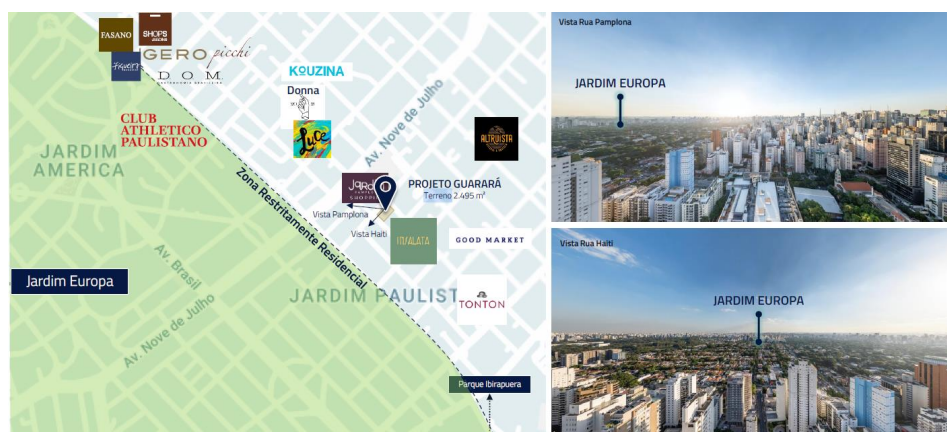 FASANO
SHOPS
GERO
picchi
D.O.M.
KOUZINA
Donna
CLUB
ATHLETICO
PAULISTANO
Luce
Av. Nove de Julho
ALTRUISTA
JARDIM
AMERICA
Zona Restritamente Residencial
PROJETO GUARARÁ
Terreno 2.495 m²
Vista Pamplona
Vista Haiti
GOOD MARKET
Av. Brasil
Jardim Europa
Av. Nove de Julho
JARDIM PAULIST
TONTON
Parque Ibirapuera
Vista Rua Pamplona
JARDIM EUROPA
Vista Rua Haiti
JARDIM EUROPA